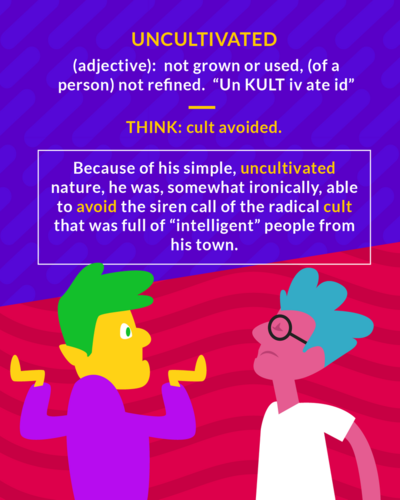 UNCULTIVATED
(adjective): not grown or used, (of a
person) not refined. “Un KULT iv ate id”
THINK: cult avoided.
Because of his simple, uncultivated
nature, he was, somewhat ironically, able
to avoid the siren call of the radical cult
that was full of “intelligent” people from
his town.